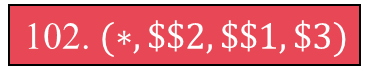 102. (∗, $$2, $$1, $3)